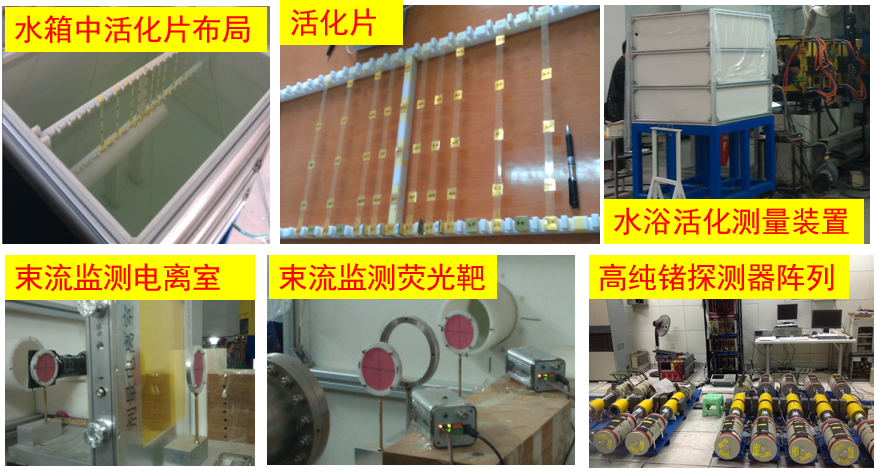 水箱中活化片布局
活化片
水浴活化测量装置
束流监测电离室
束流监测荧光靶
高纯锗探测器阵列